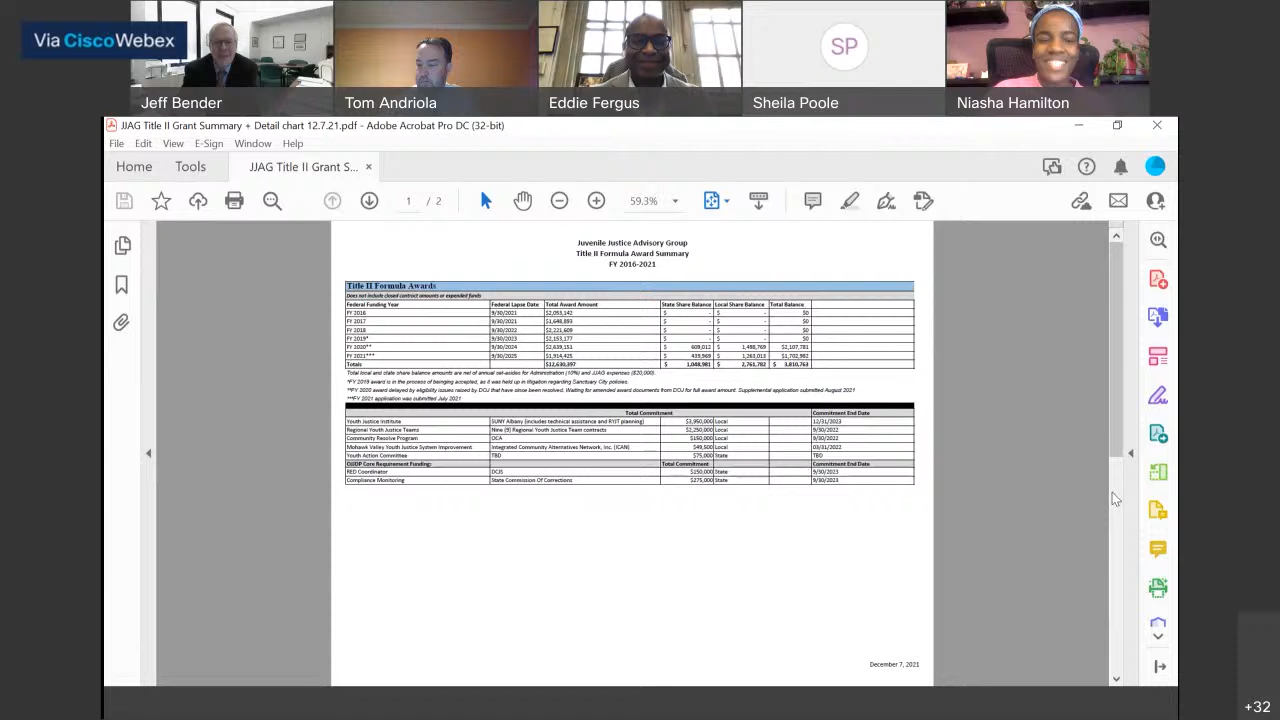 Via Cisco Webex
Jeff Bender
Tom Andriola
Eddie Fergus
SP
Sheila Poole
Niasha Hamilton
JJAG Title II Grant Summary + Detail chart 12.7.21.pdf - Adobe Acrobat Pro DC (32-bit)
File Edit View E-Sign Window Help
Home Tools JJAG Title II Grant S... ×
1 / 2 59.3%
Juvenile Justice Advisory Group
Title II Formula Award Summary
FY 2016-2021
Title II Formula Awards
Does not include closed contract amounts or expended funds
Federal Funding Year Federal Lapse Date Total Award Amount State Share Balance Local Share Balance Total Balance
FY 2016 9/30/2021 $2,053,142 $ - $ - $0
FY 2017 9/30/2021 $1,648,893 $ - $ - $0
FY 2018 9/30/2022 $2,221,609 $ - $ - $0
FY 2019* 9/30/2023 $2,153,177 $ - $ - $0
FY 2020** 9/30/2024 $2,639,151 $ 609,012 $ 1,498,769 $2,107,781
FY 2021*** 9/30/2025 $1,914,425 $ 439,969 $ 1,263,013 $1,702,982
Totals $12,630,397 $ 1,048,981 $ 2,761,782 $ 3,810,763
Total local and state share balance amounts are net of annual set-asides for Administration (10%) and JJAG expenses ($20,000).
*FY 2019 award is in the process of beinging accepted, as it was held up in litigation regarding Sanctuary City policies.
**FY 2020 award delayed by eligibility issues raised by DOJ that have since been resolved. Waiting for amended award documents from DOJ for full award amount. Supplemental application submitted August 2021
***FY 2021 application was submitted July 2021
Total Commitment Commitment End Date
Youth Justice Institute SUNY Albany (includes technical assistance and RYJT planning) $3,950,000 Local 12/31/2023
Regional Youth Justice Teams Nine (9) Regional Youth Justice Team contracts $2,250,000 Local 9/30/2022
Community Resolve Program OCA $150,000 Local 9/30/2022
Mohawk Valley Youth Justice System Improvement Integrated Community Alternatives Network, Inc. (ICAN) $49,500 Local 03/31/2022
Youth Action Committee TBD $75,000 State TBD
OJJDP Core Requirement Funding: Total Commitment Commitment End Date
RED Coordinator DCJS $150,000 State 9/30/2023
Compliance Monitoring State Commission Of Corrections $275,000 State 9/30/2023
December 7, 2021
+32